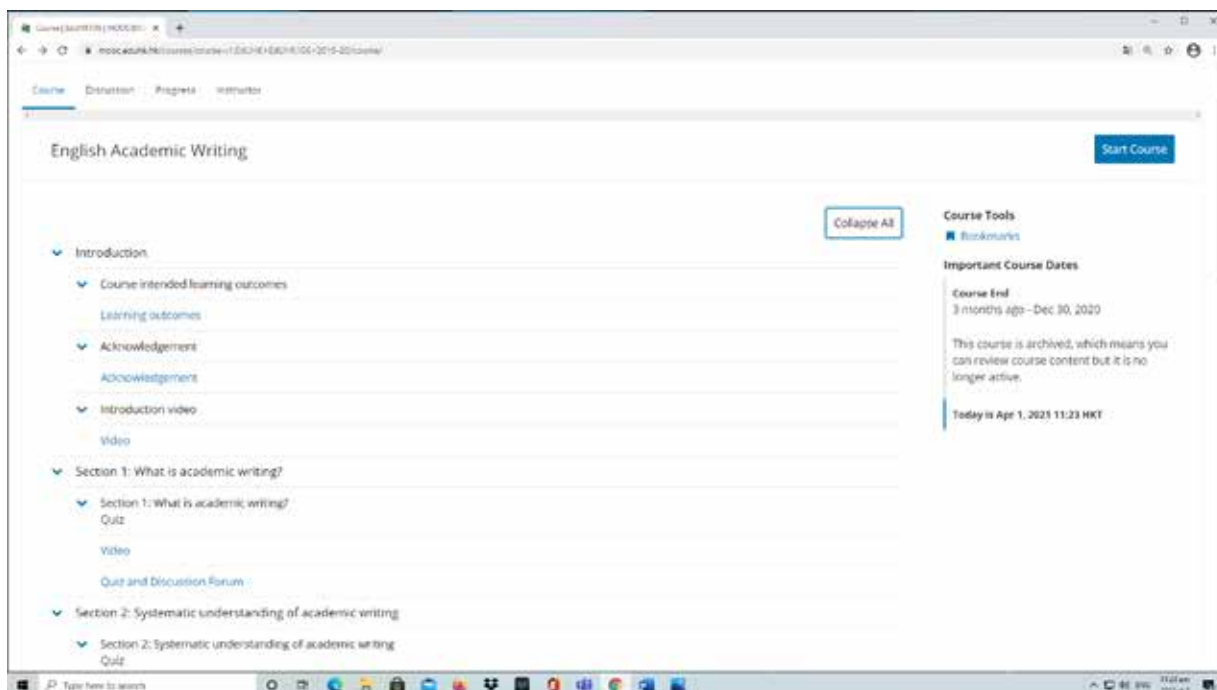 Course Discussion Progress Instructor
English Academic Writing
Start Course
Collapse All
Introduction
Course intended learning outcomes
Learning outcomes
Acknowledgement
Acknowledgement
Introduction video
Video
Section 1: What is academic writing?
Section 1: What is academic writing?
Quiz
Video
Quiz and Discussion Forum
Section 2: Systematic understanding of academic writing
Section 2: Systematic understanding of academic writing
Quiz
Course Tools
Bookmarks
Important Course Dates
Course End
3 months ago - Dec 30, 2020
This course is archived, which means you
can review course content but it is no
longer active.
Today is Apr 1, 2021 11:23 HKT
Type here to search
ENG